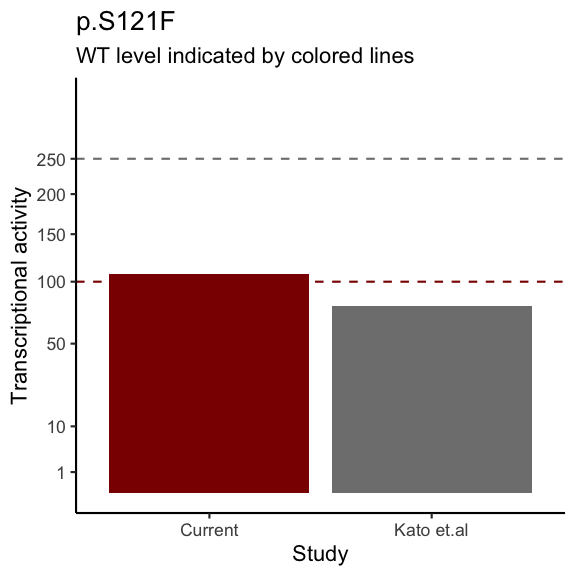 p.S121F
WT level indicated by colored lines
Transcriptional activity
250
200
150
100
50
10
1
Current
Kato et.al
Study